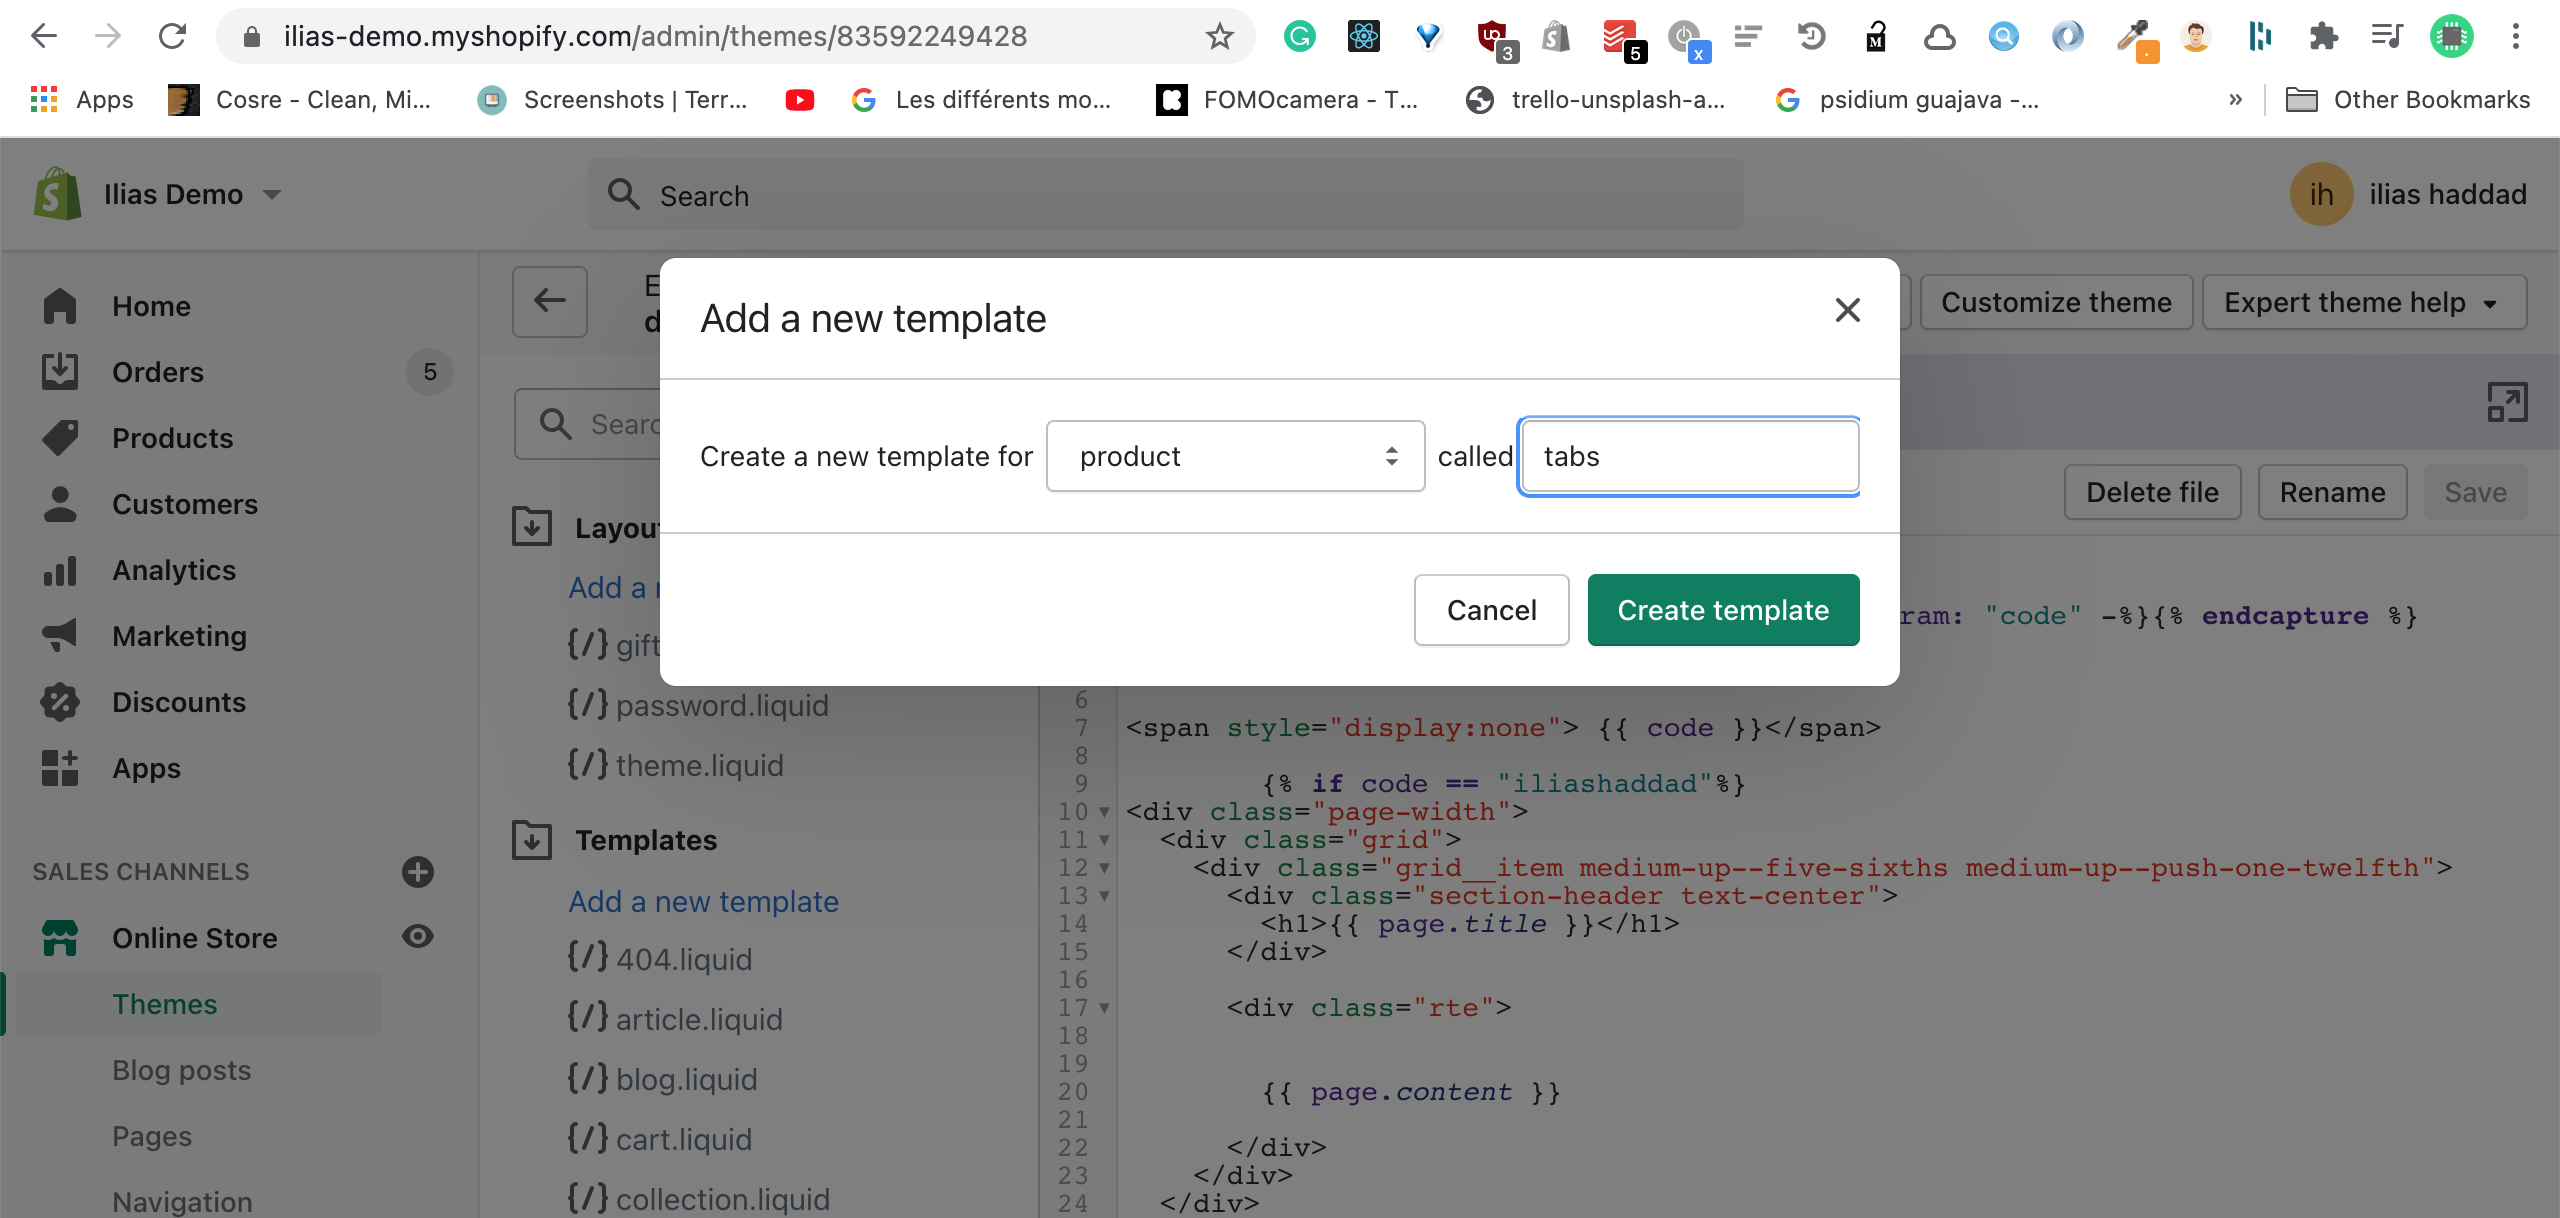 ilias-demo.myshopify.com/admin/themes/83592249428
3
5
x
M
Apps
Cosre - Clean, Mi...
Screenshots | Terr...
Les différents mo...
FOMOcamera - T...
trello-unsplash-a...
psidium guajava -...
»
Other Bookmarks
Ilias Demo
Search
ih
ilias haddad
Home
Orders
5
Products
Customers
Analytics
Marketing
Discounts
Apps
SALES CHANNELS
Online Store
Themes
Blog posts
Pages
Navigation
Customize theme
Expert theme help
Delete file
Rename
Save
Add a new template
Create a new template for
product
called
tabs
Cancel
Create template
Layou
Add a
{/} gift
{/} password.liquid
{/} theme.liquid
Templates
Add a new template
{/} 404.liquid
{/} article.liquid
{/} blog.liquid
{/} cart.liquid
{/} collection.liquid
ram: "code" -%}{% endcapture %}
6
7 <span style="display:none"> {{ code }}</span>
8
9 {% if code == "iliashaddad"%}
10 <div class="page-width">
11 <div class="grid">
12 <div class="grid__item medium-up--five-sixths medium-up--push-one-twelfth">
13 <div class="section-header text-center">
14 <h1>{{ page.title }}</h1>
15 </div>
16
17 <div class="rte">
18
19
20 {{ page.content }}
21
22 </div>
23 </div>
24 </div>